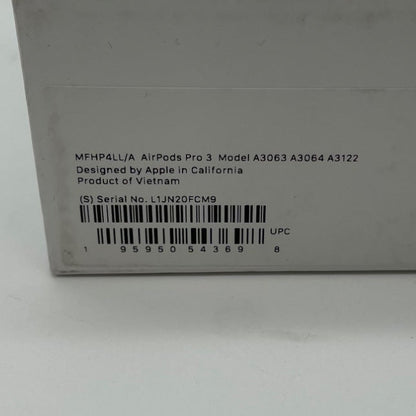 MFHP4LL/A AirPods Pro 3 Model A3063 A3064 A3122
Designed by Apple in California
Product of Vietnam
(S) Serial No. L1JN20FCM9
UPC
1 95950 54369 8